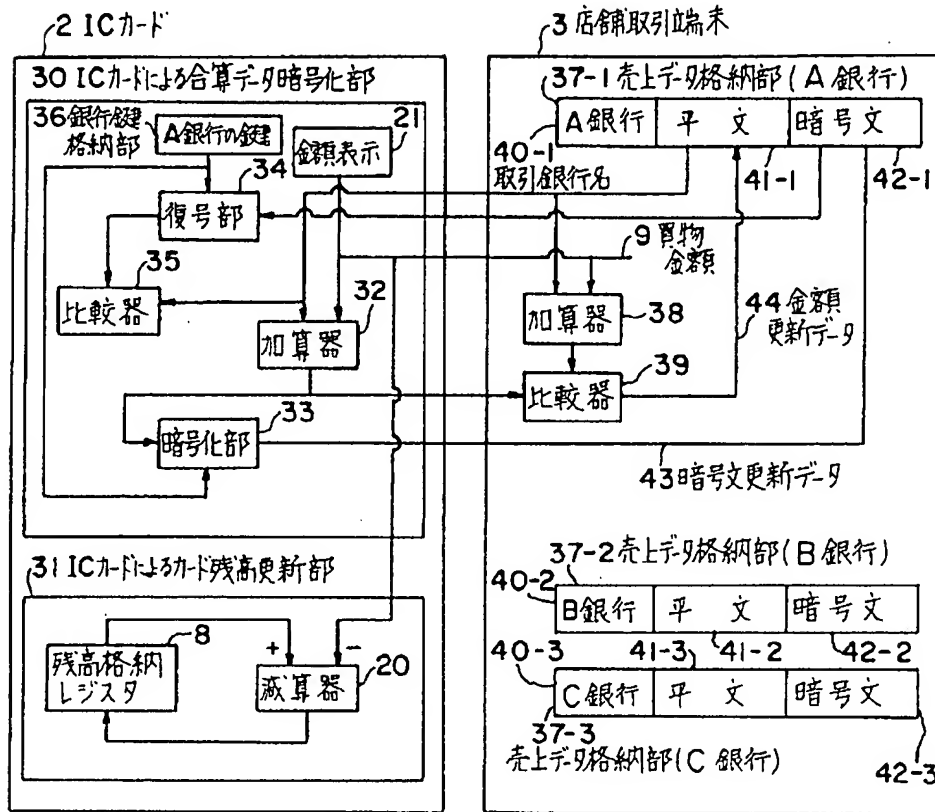 2 ICカード
30 ICカードによる合算データ暗号化部
36 銀行鍵
格納部
A銀行の鍵
21
金額表示
34
復号部
35
比較器
32
加算器
33
暗号化部
31 ICカードによるカード残高更新部
8
残高格納
レジスタ
+
−
減算器
20
3 店舗取引端末
37-1 売上データ格納部(A銀行)
A銀行
平文
暗号文
40-1
取引銀行名
41-1
42-1
9 買物
金額
加算器
38
44 金額
更新データ
比較器
39
43 暗号文更新データ
37-2 売上データ格納部(B銀行)
40-2
B銀行
平文
暗号文
40-3
41-3
41-2
42-2
C銀行
平文
暗号文
37-3
売上データ格納部(C銀行)
42-3